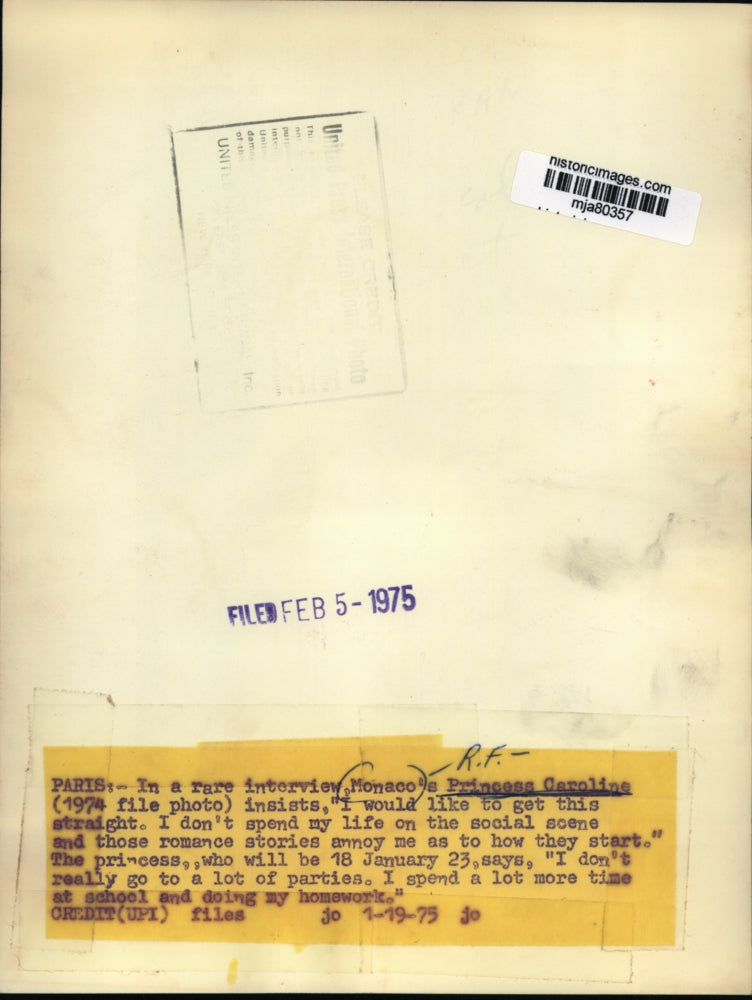 historicimages.com
mja80357
United Photo
UNITED Inc
FILED FEB 5 - 1975
R.F.
PARIS:- In a rare interview,Monaco's Princess Caroline
(1974 file photo) insists,"I would like to get this
straight. I don't spend my life on the social scene
and those romance stories annoy me as to how they start."
The princess,,who will be 18 January 23,says, "I don't
really go to a lot of parties. I spend a lot more time
at school and doing my homework."
CREDIT(UPI) files jo 1-19-75 jo